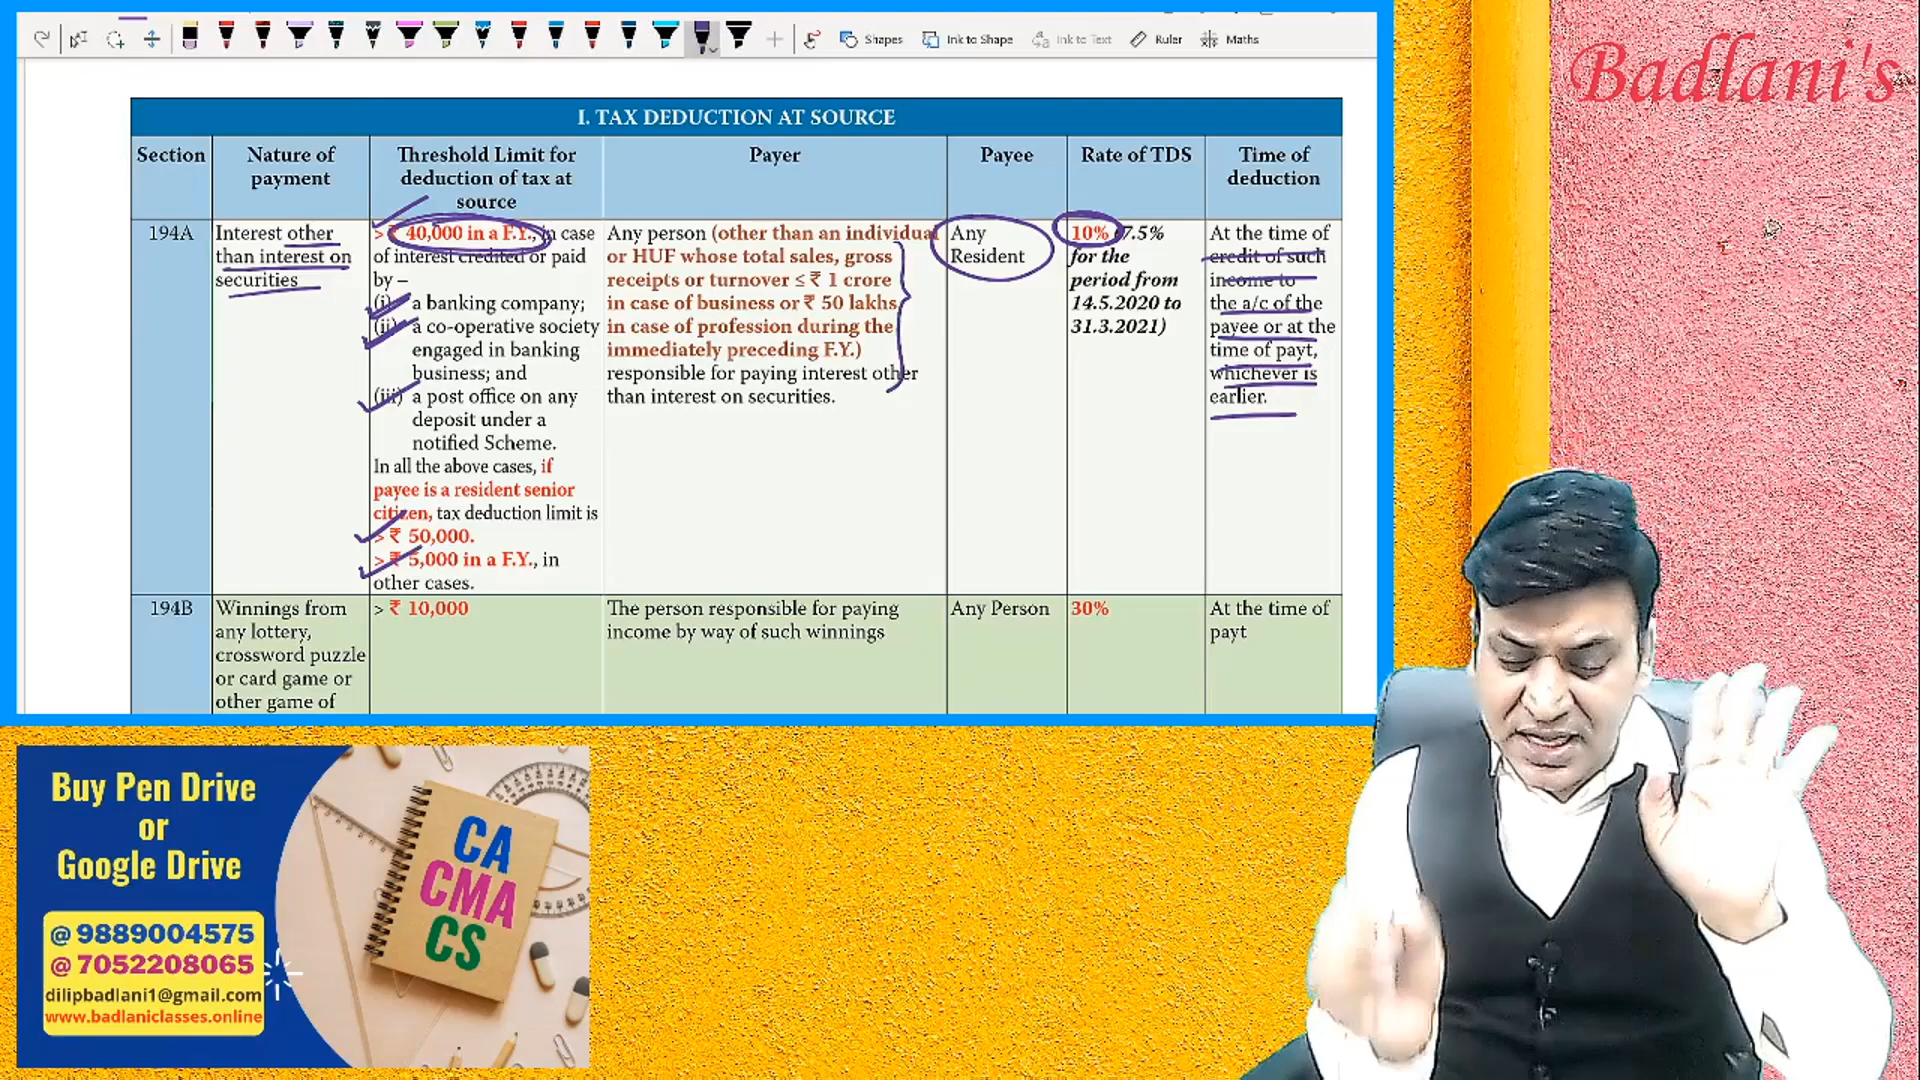 Shapes
Ink to Shape
Ink to Text
Ruler
Maths
Badlani's
I. TAX DEDUCTION AT SOURCE
Section
Nature of
payment
Threshold Limit for
deduction of tax at
source
Payer
Payee
Rate of TDS
Time of
deduction
194A
Interest other
than interest on
securities
> ₹ 40,000 in a F.Y., in case
of interest credited or paid
by –
(i) a banking company;
(ii) a co-operative society
engaged in banking
business; and
(iii) a post office on any
deposit under a
notified Scheme.
In all the above cases, if
payee is a resident senior
citizen, tax deduction limit is
> ₹ 50,000.
> ₹ 5,000 in a F.Y., in
other cases.
Any person (other than an individual
or HUF whose total sales, gross
receipts or turnover ≤ ₹ 1 crore
in case of business or ₹ 50 lakhs
in case of profession during the
immediately preceding F.Y.)
responsible for paying interest other
than interest on securities.
Any
Resident
10% (7.5%
for the
period from
14.5.2020 to
31.3.2021)
At the time of
credit of such
income to
the a/c of the
payee or at the
time of payt,
whichever is
earlier.
194B
Winnings from
any lottery,
crossword puzzle
or card game or
other game of
> ₹ 10,000
The person responsible for paying
income by way of such winnings
Any Person
30%
At the time of
payt
Buy Pen Drive
or
Google Drive
@ 9889004575
@ 7052208065
dilipbadlani1@gmail.com
www.badlaniclasses.online
CA
CMA
CS